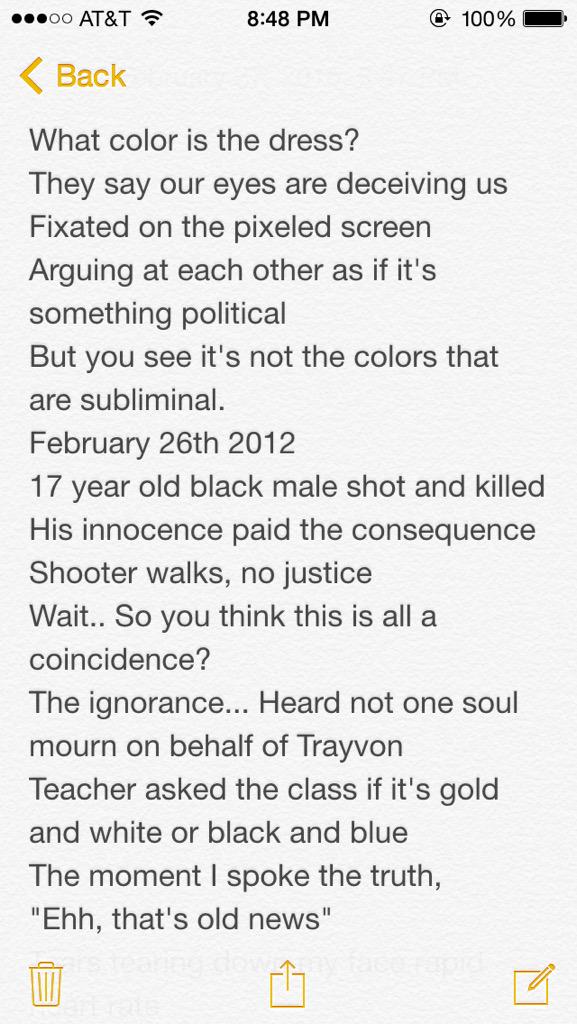 AT&T 8:48 PM 100%
Back
What color is the dress?
They say our eyes are deceiving us
Fixated on the pixeled screen
Arguing at each other as if it's
something political
But you see it's not the colors that
are subliminal.
February 26th 2012
17 year old black male shot and killed
His innocence paid the consequence
Shooter walks, no justice
Wait.. So you think this is all a
coincidence?
The ignorance... Heard not one soul
mourn on behalf of Trayvon
Teacher asked the class if it's gold
and white or black and blue
The moment I spoke the truth,
"Ehh, that's old news"
Tears tearing down my face rapid
heart rate